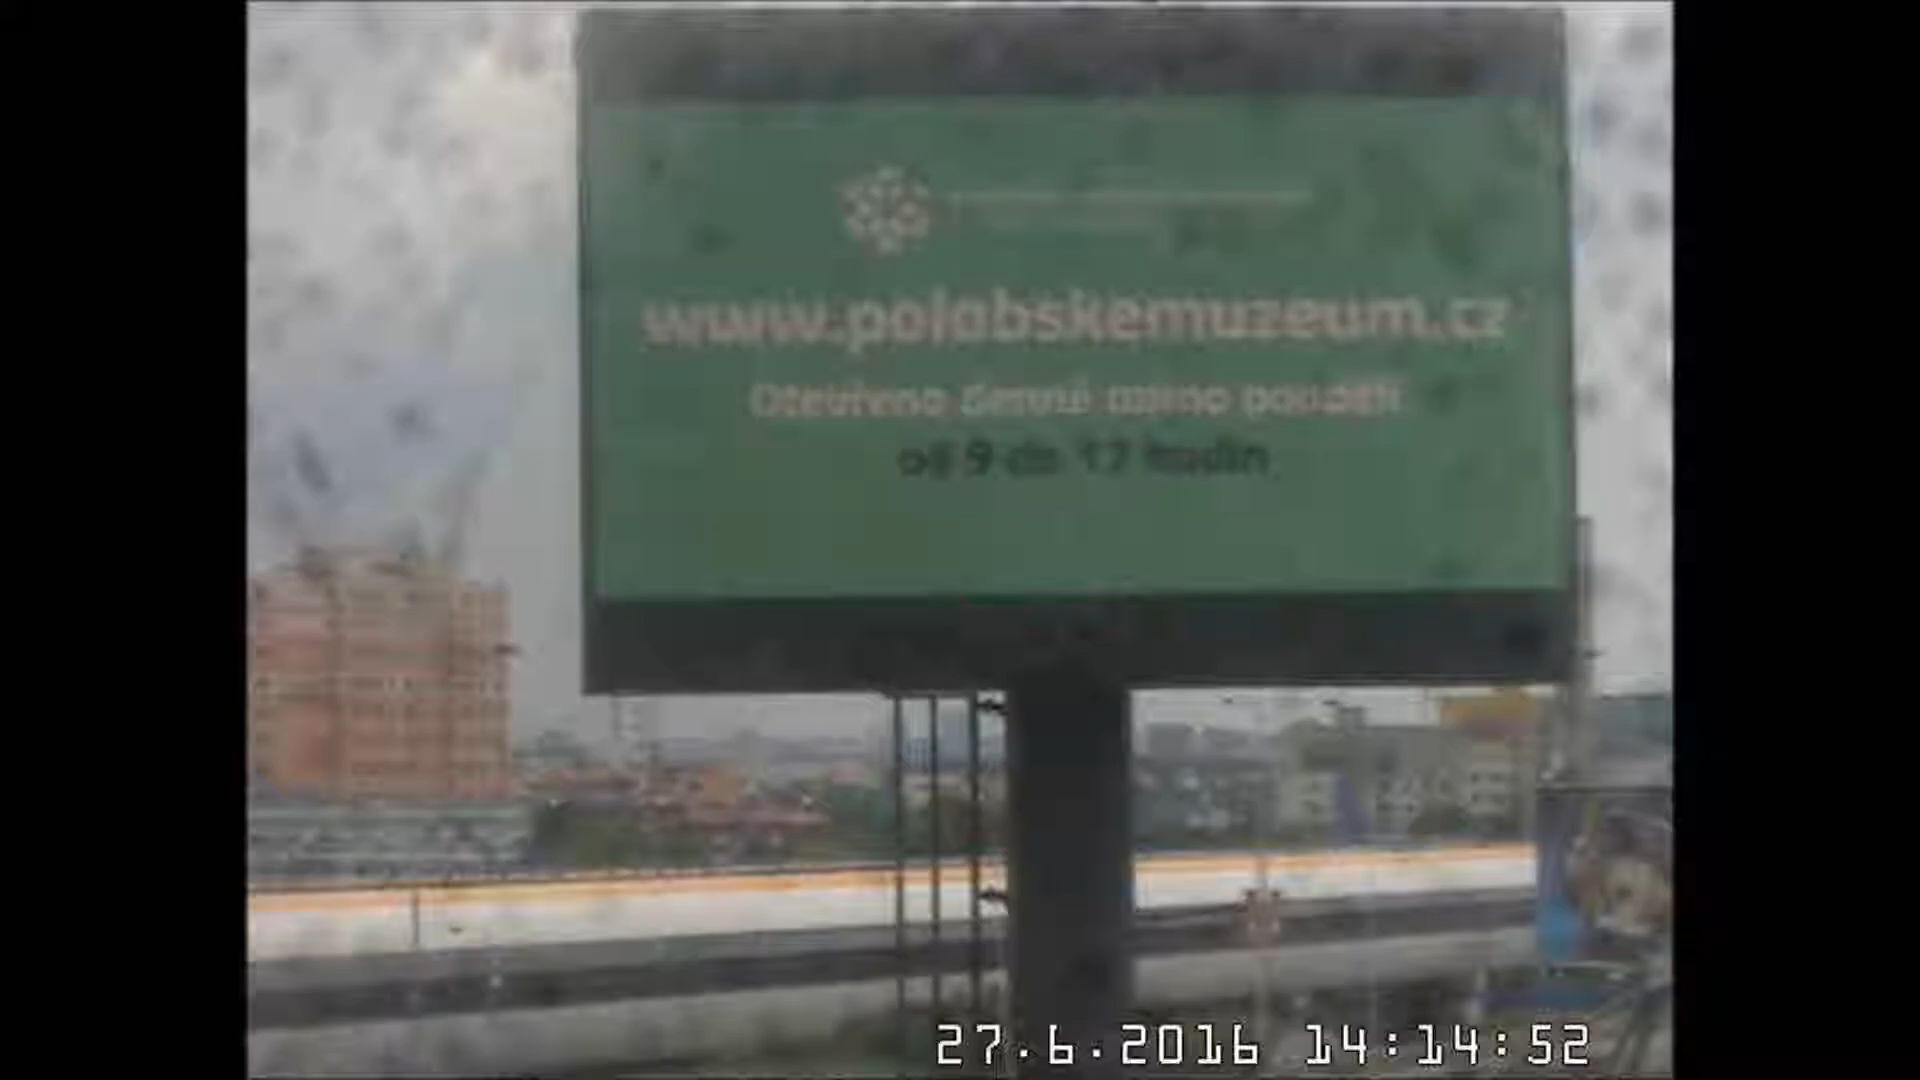 www.polabskemuzeum.cz
Otevřeno denně mimo pondělí
od 9 do 17 hodin
27.6.2016 14:14:52